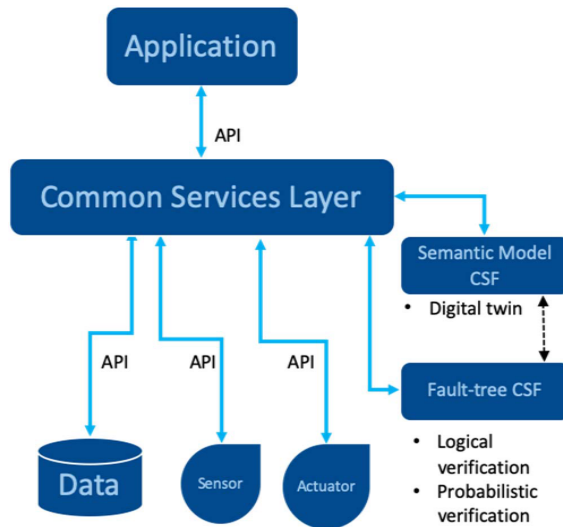 Application
API
Common Services Layer
Semantic Model
CSF
• Digital twin
API
API
API
Fault-tree CSF
• Logical
verification
• Probabilistic
verification
Data
Sensor
Actuator